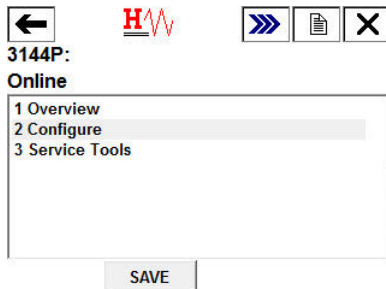 H
3144P:
Online
1 Overview
2 Configure
3 Service Tools
SAVE